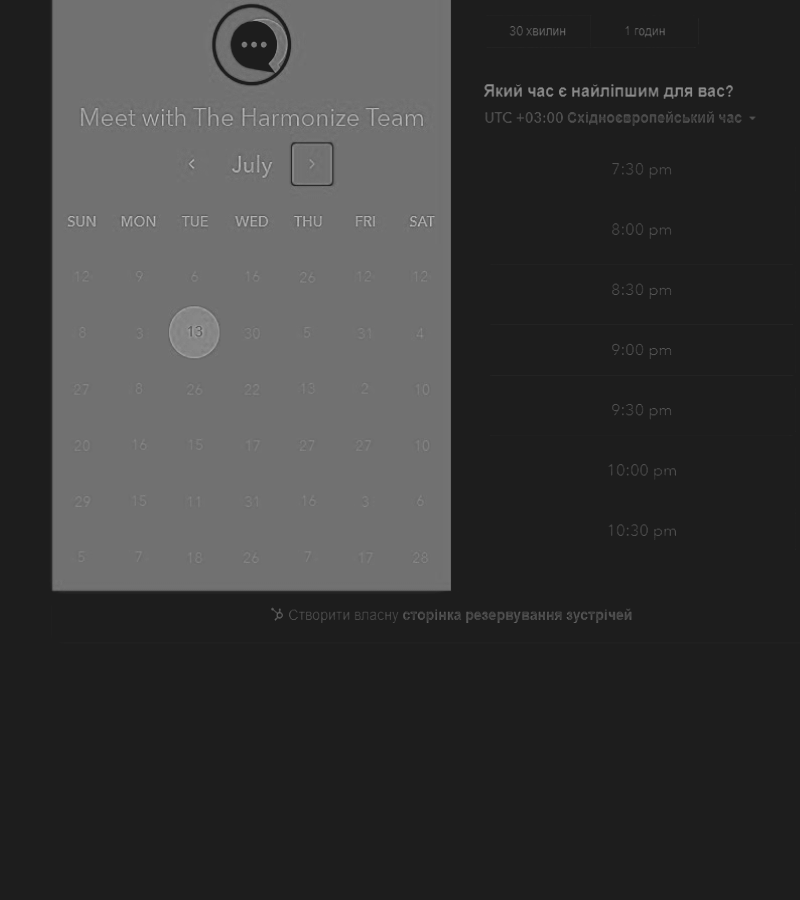 Meet with The Harmonize Team
July
SUN MON TUE WED THU FRI SAT
12 9 6 16 26 12 12
8 3 13 30 5 31 4
27 8 26 22 13 2 10
20 16 15 17 27 27 10
29 15 11 31 16 3 6
5 7 18 26 7 17 28
30 хвилин 1 годин
Який час є найліпшим для вас?
UTC +03:00 Східноєвропейський час
7:30 pm
8:00 pm
8:30 pm
9:00 pm
9:30 pm
10:00 pm
10:30 pm
Створити власну сторінка резервування зустрічей